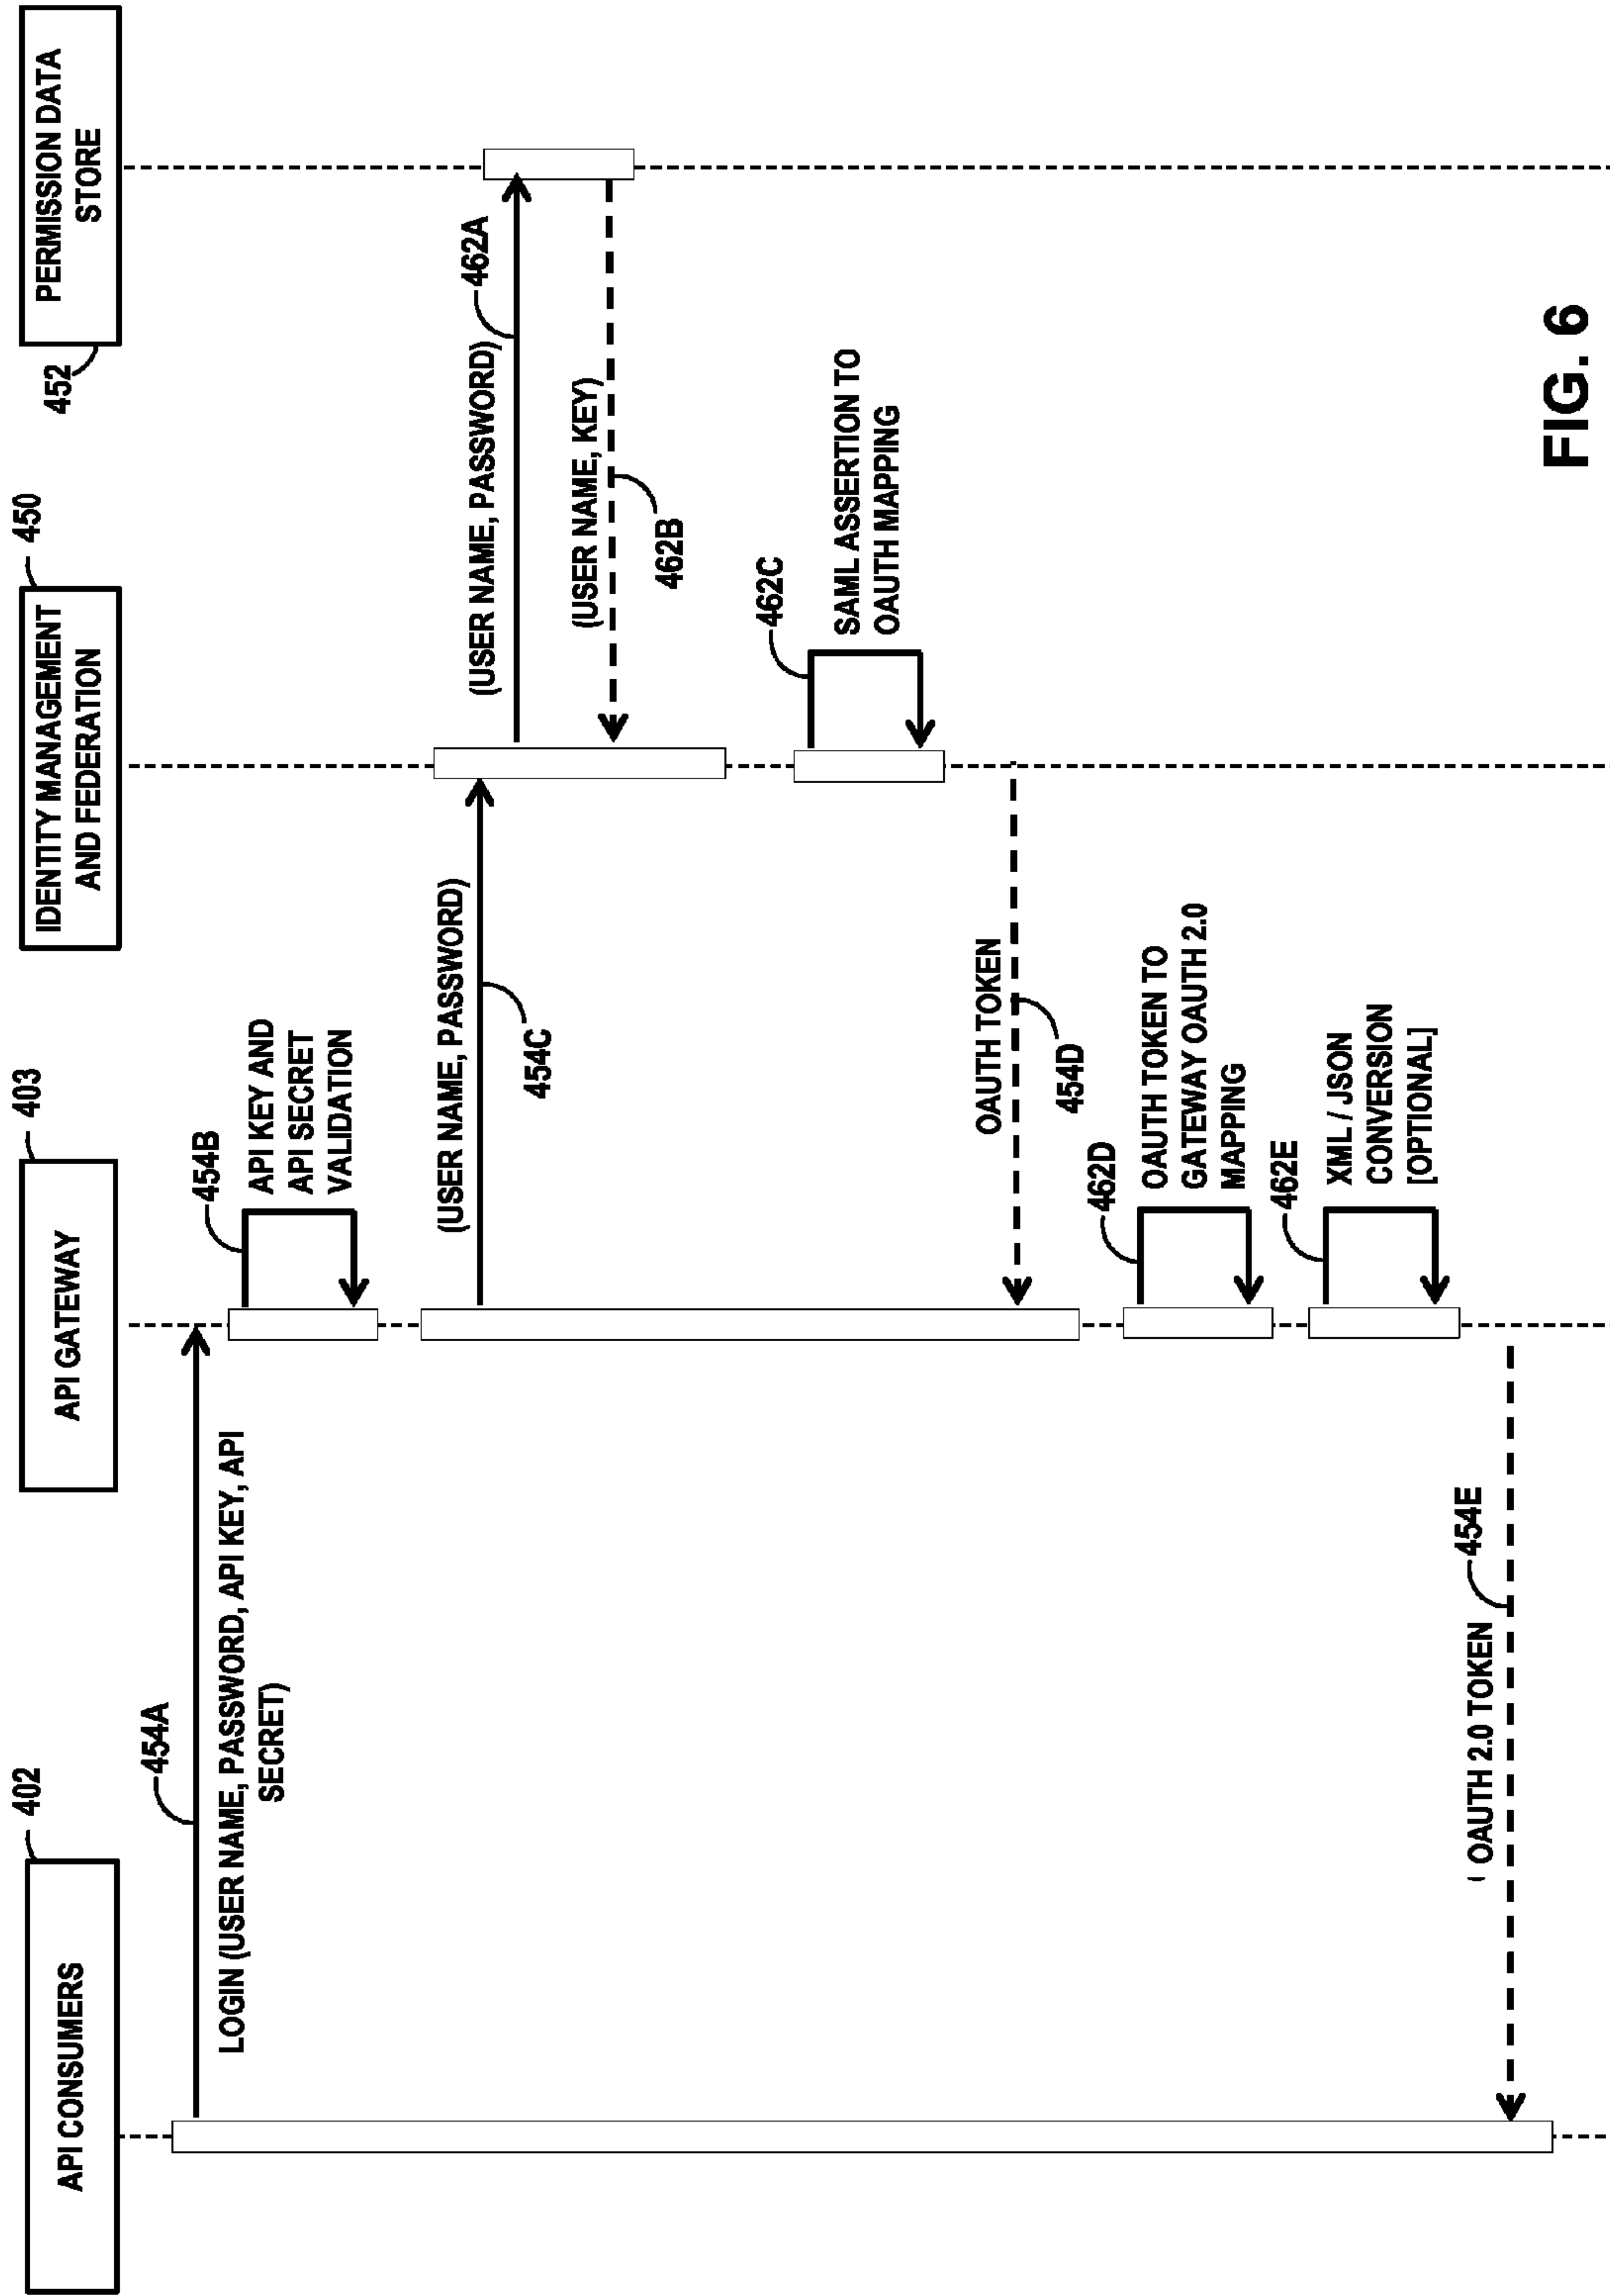 API CONSUMERS
402
API GATEWAY
403
IDENTITY MANAGEMENT
AND FEDERATION
450
PERMISSION DATA
STORE
452
454A
LOGIN (USER NAME, PASSWORD, API KEY, API
SECRET)
454B
API KEY AND
API SECRET
VALIDATION
(USER NAME, PASSWORD)
454C
(USER NAME, PASSWORD)
462A
(USER NAME, KEY)
462B
462C
SAML ASSERTION TO
OAUTH MAPPING
OAUTH TOKEN
454D
462D
OAUTH TOKEN TO
GATEWAY OAUTH 2.0
MAPPING
462E
XML / JSON
CONVERSION
[OPTIONAL]
( OAUTH 2.0 TOKEN
454E
FIG. 6